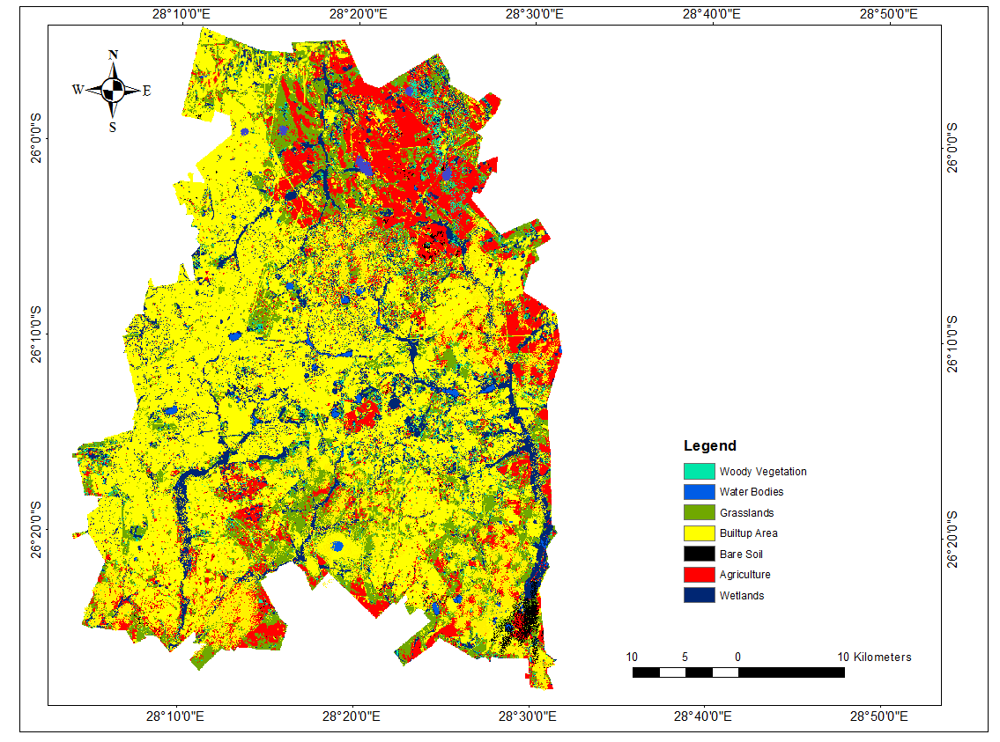 28°10'0"E 28°20'0"E 28°30'0"E 28°40'0"E 28°50'0"E
N
W E
S
26°0'0"S 26°0'0"S
26°10'0"S 26°10'0"S
Legend
Woody Vegetation
Water Bodies
Grasslands
Builtup Area
Bare Soil
Agriculture
Wetlands
26°20'0"S 26°20'0"S
10 5 0 10 Kilometers
28°10'0"E 28°20'0"E 28°30'0"E 28°40'0"E 28°50'0"E